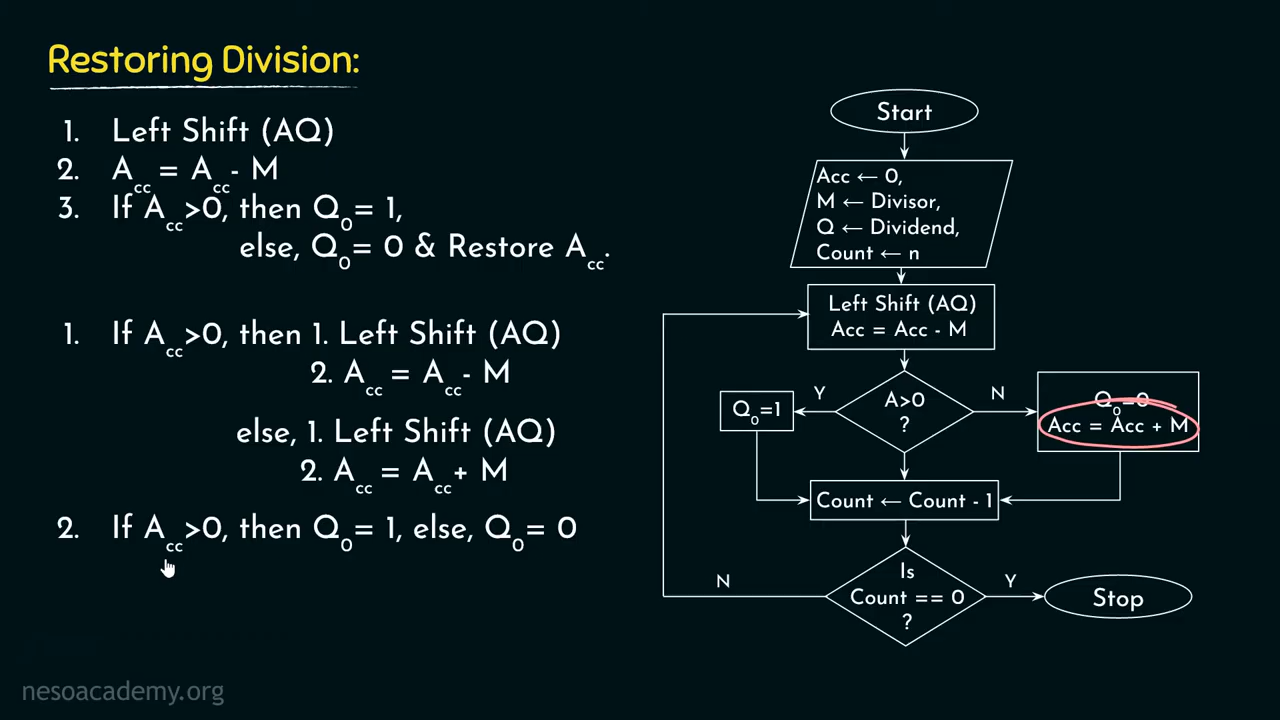 Restoring Division:
1. Left Shift (AQ)
2. Acc = Acc - M
3. If Acc>0, then Q0= 1,
else, Q0= 0 & Restore Acc.
1. If Acc>0, then 1. Left Shift (AQ)
2. Acc = Acc- M
else, 1. Left Shift (AQ)
2. Acc = Acc+ M
2. If Acc>0, then Q0= 1, else, Q0= 0
nesoacademy.org
Start
Acc ← 0,
M ← Divisor,
Q ← Dividend,
Count ← n
Left Shift (AQ)
Acc = Acc - M
A>0
?
Y
N
Q0=1
Q0=0
Acc = Acc + M
Count ← Count - 1
Is
Count == 0
?
N
Y
Stop